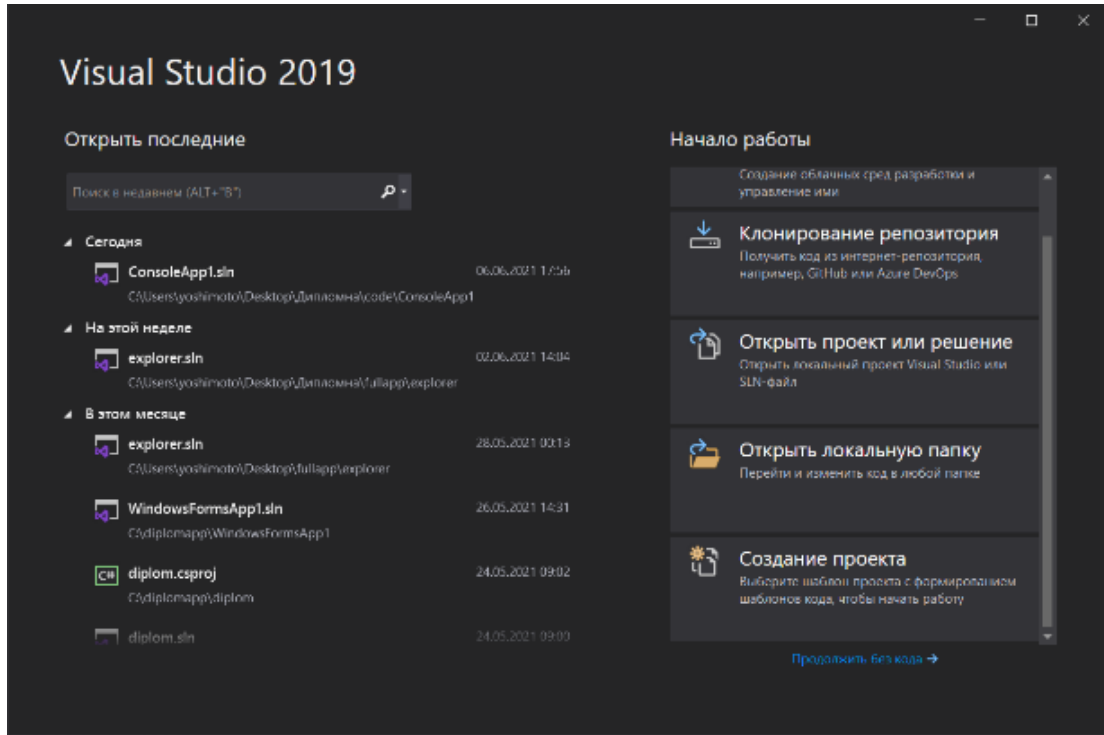 Visual Studio 2019
Открыть последние
Поиск в недавнем (ALT+"В")
Сегодня
ConsoleApp1.sln 06.06.2021 17:56
C:\Users\yoshimoto\Desktop\Дипломна\code\ConsoleApp1
На этой неделе
explorer.sln 02.06.2021 14:04
C:\Users\yoshimoto\Desktop\Дипломна\fullapp\explorer
В этом месяце
explorer.sln 28.05.2021 00:13
C:\Users\yoshimoto\Desktop\fullapp\explorer
WindowsFormsApp1.sln 26.05.2021 14:31
C:\diplomapp\WindowsFormsApp1
C# diplom.csproj 24.05.2021 09:02
C:\diplomapp\diplom
diplom.sln 24.05.2021 09:00
Начало работы
Создание облачных сред разработки и
управление ими
Клонирование репозитория
Получить код из интернет-репозитория,
например, GitHub или Azure DevOps
Открыть проект или решение
Открыть локальный проект Visual Studio или
SLN-файл
Открыть локальную папку
Перейти и изменить код в любой папке
Создание проекта
Выберите шаблон проекта с формированием
шаблонов кода, чтобы начать работу
Продолжить без кода →